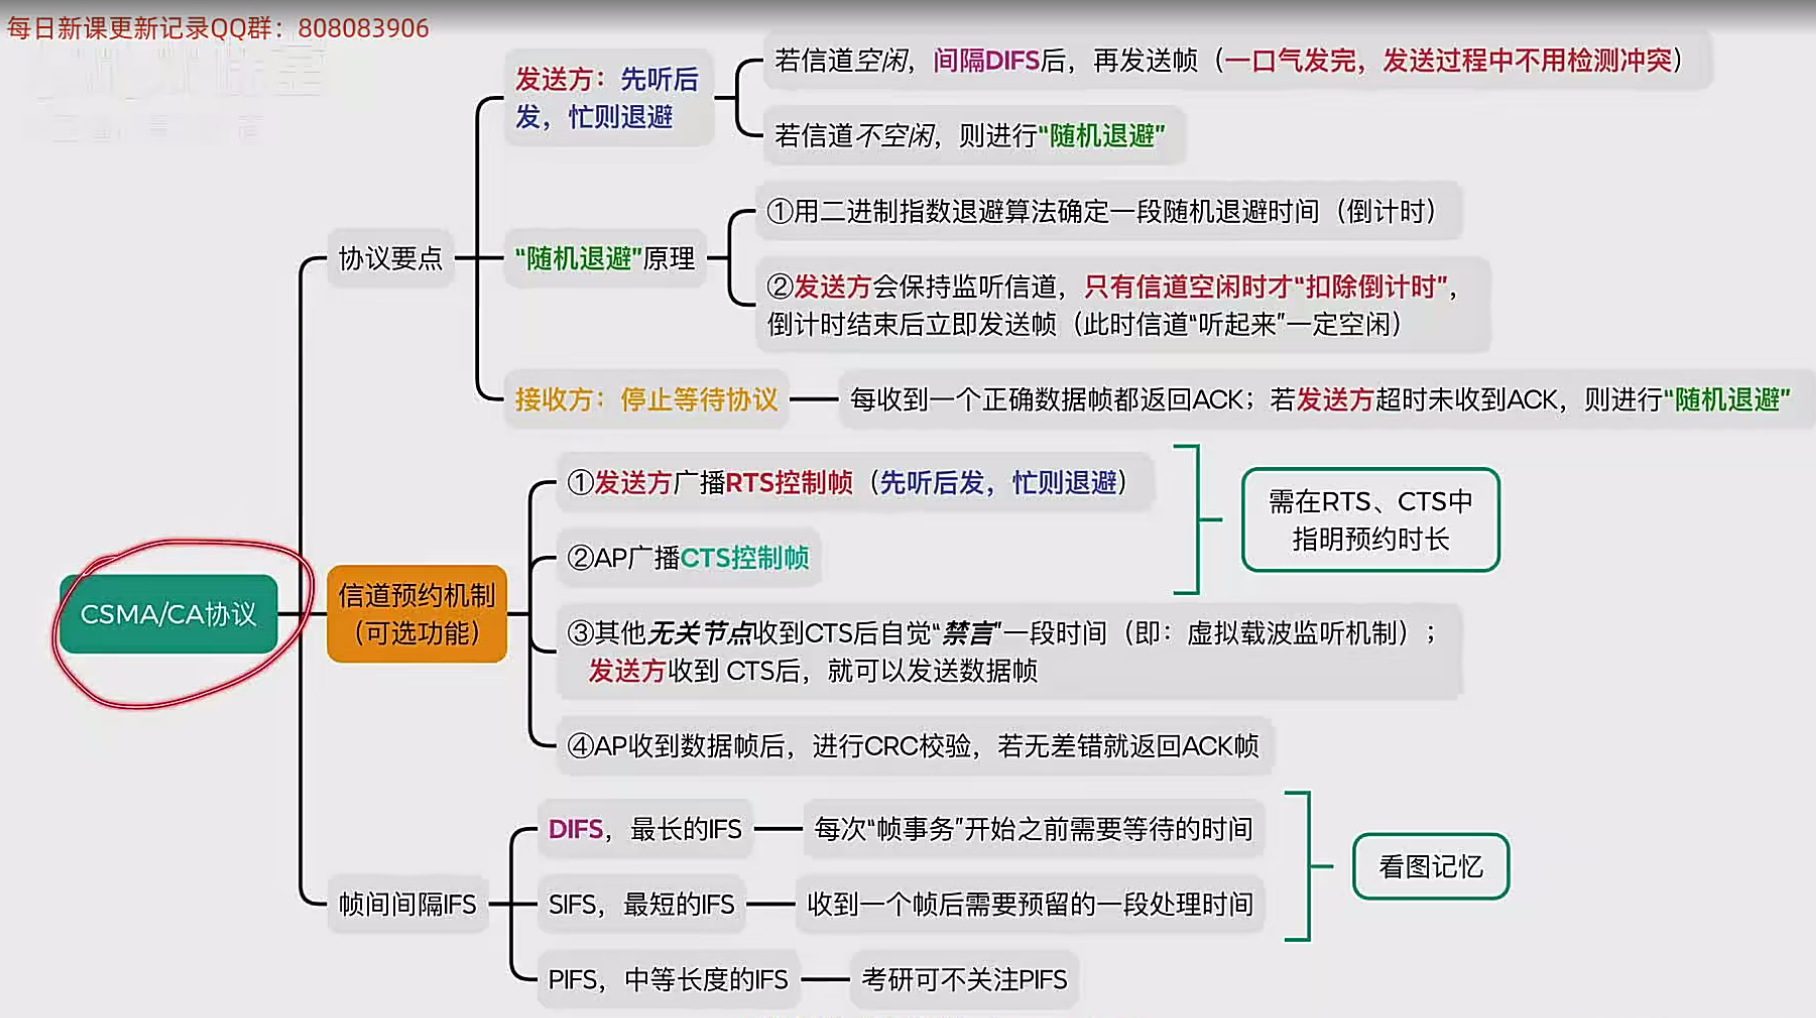 每日新课更新记录QQ群：808083906
发送方：先听后
发，忙则退避
若信道空闲，间隔DIFS后，再发送帧（一口气发完，发送过程中不用检测冲突）
若信道不空闲，则进行“随机退避”
协议要点
“随机退避”原理
①用二进制指数退避算法确定一段随机退避时间（倒计时）
②发送方会保持监听信道，只有信道空闲时才“扣除倒计时”，
倒计时结束后立即发送帧（此时信道“听起来”一定空闲）
接收方：停止等待协议
每收到一个正确数据帧都返回ACK；若发送方超时未收到ACK，则进行“随机退避”
CSMA/CA协议
信道预约机制
（可选功能）
①发送方广播RTS控制帧（先听后发，忙则退避）
②AP广播CTS控制帧
需在RTS、CTS中
指明预约时长
③其他无关节点收到CTS后自觉“禁言”一段时间（即：虚拟载波监听机制）；
发送方收到 CTS后，就可以发送数据帧
④AP收到数据帧后，进行CRC校验，若无差错就返回ACK帧
帧间间隔IFS
DIFS，最长的IFS
每次“帧事务”开始之前需要等待的时间
SIFS，最短的IFS
收到一个帧后需要预留的一段处理时间
看图记忆
PIFS，中等长度的IFS
考研可不关注PIFS